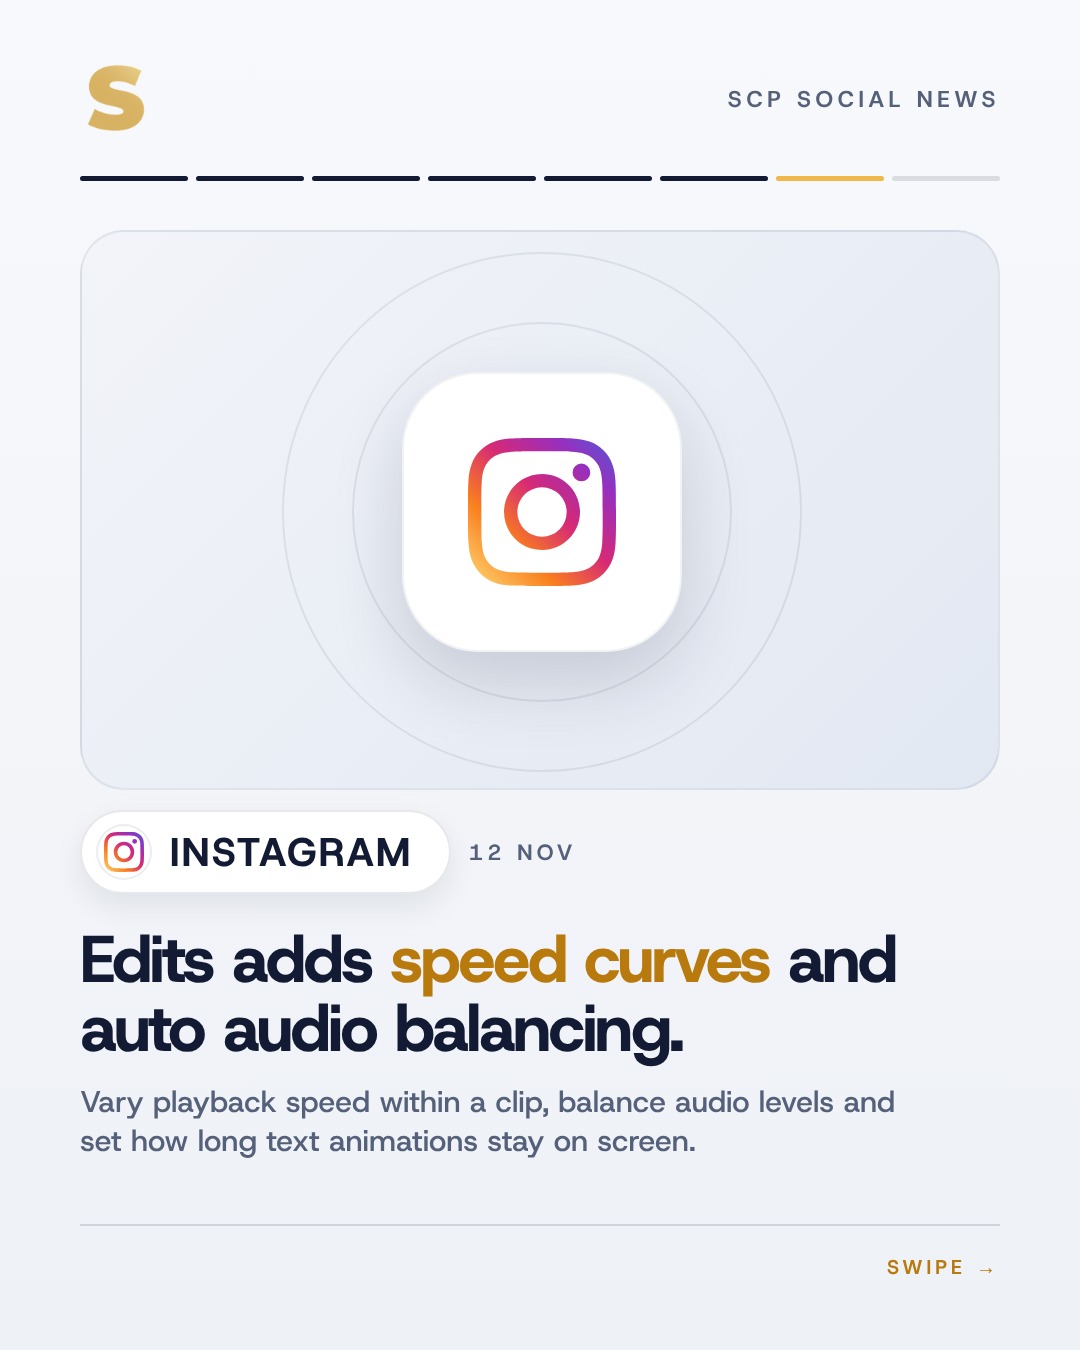 S
SCP SOCIAL NEWS
INSTAGRAM
12 NOV
Edits adds speed curves and
auto audio balancing.
Vary playback speed within a clip, balance audio levels and
set how long text animations stay on screen.
SWIPE →